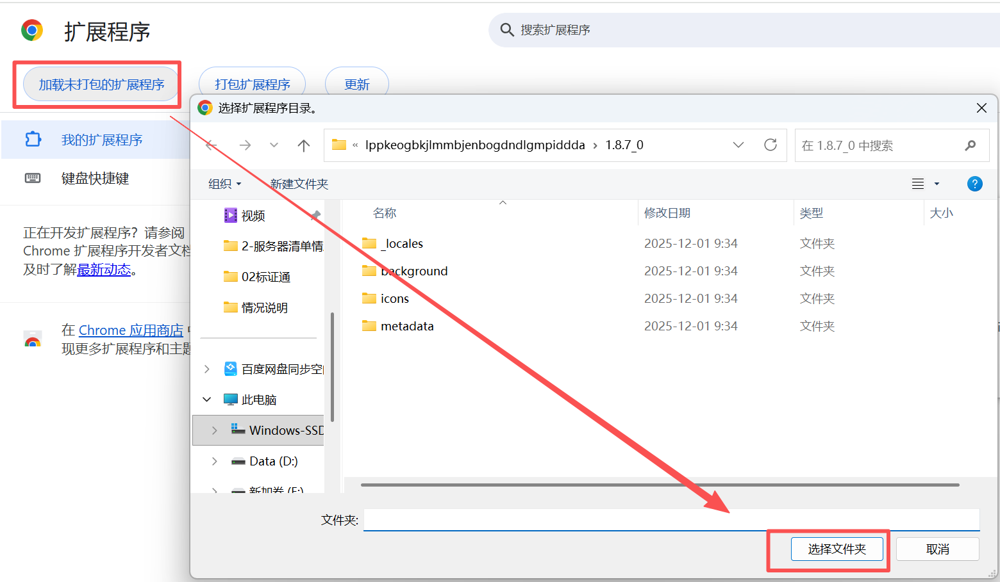 扩展程序
搜索扩展程序
加载未打包的扩展程序
打包扩展程序
更新
选择扩展程序目录。
我的扩展程序
键盘快捷键
正在开发扩展程序？请参阅
Chrome 扩展程序开发者文档
及时了解最新动态。
在 Chrome 应用商店
现更多扩展程序和主题
« lppkeogbkjlmmbjenbogdndlgmpiddda › 1.8.7_0
在 1.8.7_0 中搜索
组织
新建文件夹
视频
2-服务器清单情
02标证通
情况说明
百度网盘同步空
此电脑
Windows-SSD
Data (D:)
新加卷
名称 修改日期 类型 大小
_locales 2025-12-01 9:34 文件夹
background 2025-12-01 9:34 文件夹
icons 2025-12-01 9:34 文件夹
metadata 2025-12-01 9:34 文件夹
文件夹:
选择文件夹
取消